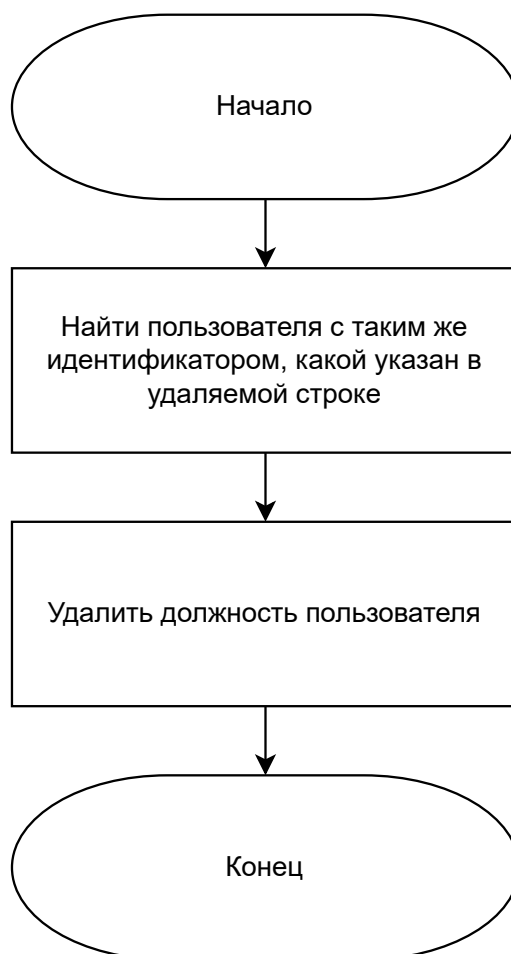 Начало
Найти пользователя с таким же
идентификатором, какой указан в
удаляемой строке
Удалить должность пользователя
Конец